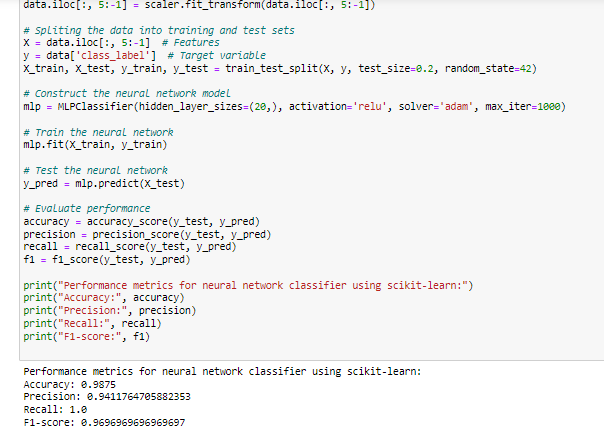 data.iloc[:, 5:-1] = scaler.fit_transform(data.iloc[:, 5:-1])
# Spliting the data into training and test sets
X = data.iloc[:, 5:-1]  # Features
y = data['class_label']  # Target variable
X_train, X_test, y_train, y_test = train_test_split(X, y, test_size=0.2, random_state=42)
# Construct the neural network model
mlp = MLPClassifier(hidden_layer_sizes=(20,), activation='relu', solver='adam', max_iter=1000)
# Train the neural network
mlp.fit(X_train, y_train)
# Test the neural network
y_pred = mlp.predict(X_test)
# Evaluate performance
accuracy = accuracy_score(y_test, y_pred)
precision = precision_score(y_test, y_pred)
recall = recall_score(y_test, y_pred)
f1 = f1_score(y_test, y_pred)
print("Performance metrics for neural network classifier using scikit-learn:")
print("Accuracy:", accuracy)
print("Precision:", precision)
print("Recall:", recall)
print("F1-score:", f1)
Performance metrics for neural network classifier using scikit-learn:
Accuracy: 0.9875
Precision: 0.9411764705882353
Recall: 1.0
F1-score: 0.9696969696969697